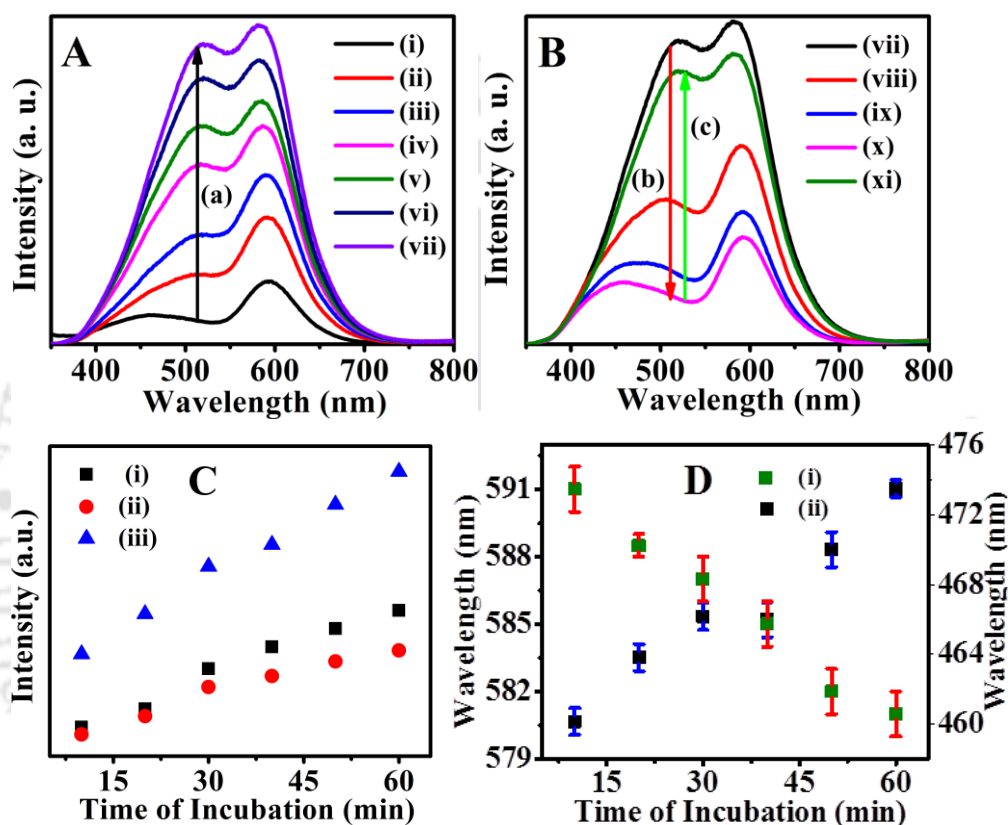 A
(i)
(ii)
(iii)
(iv)
(v)
(vi)
(vii)
(a)
Intensity (a. u.)
400 500 600 700 800
Wavelength (nm)
B
(vii)
(viii)
(ix)
(x)
(xi)
(b)
(c)
Intensity (a. u.)
400 500 600 700 800
Wavelength (nm)
C
(i)
(ii)
(iii)
Intensity (a.u.)
15 30 45 60
Time of Incubation (min)
D
(i)
(ii)
591
588
585
582
579
Wavelength (nm)
476
472
468
464
460
Wavelength (nm)
15 30 45 60
Time of Incubation (min)